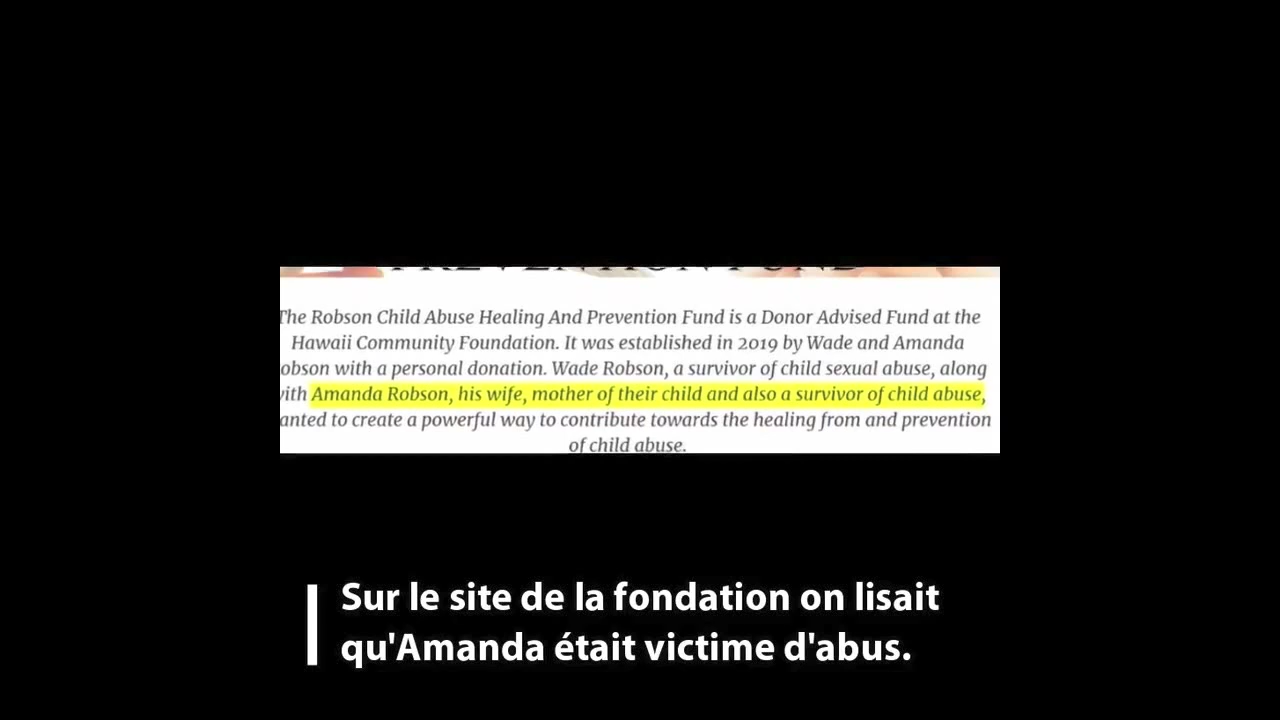 PREVENTION FUND
The Robson Child Abuse Healing And Prevention Fund is a Donor Advised Fund at the
Hawaii Community Foundation. It was established in 2019 by Wade and Amanda
obson with a personal donation. Wade Robson, a survivor of child sexual abuse, along
with Amanda Robson, his wife, mother of their child and also a survivor of child abuse,
anted to create a powerful way to contribute towards the healing from and prevention
of child abuse.
Sur le site de la fondation on lisait
qu'Amanda était victime d'abus.